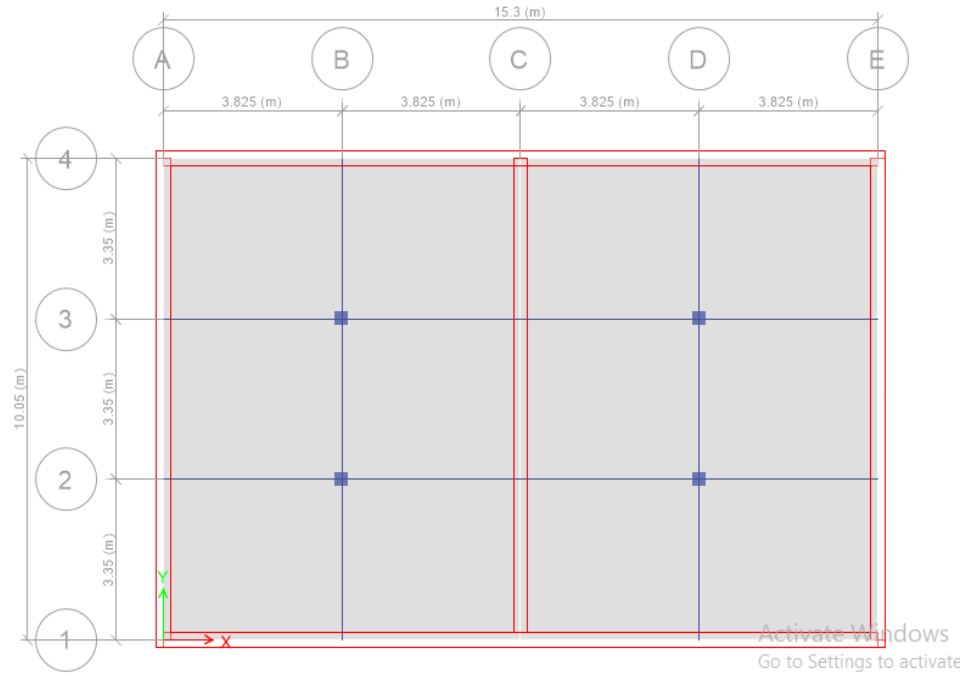 15.3 (m)
A B C D E
3.825 (m) 3.825 (m) 3.825 (m) 3.825 (m)
4
3.35 (m)
3
10.05 (m)
3.35 (m)
2
3.35 (m)
Y
1
X
Activate Windows
Go to Settings to activate